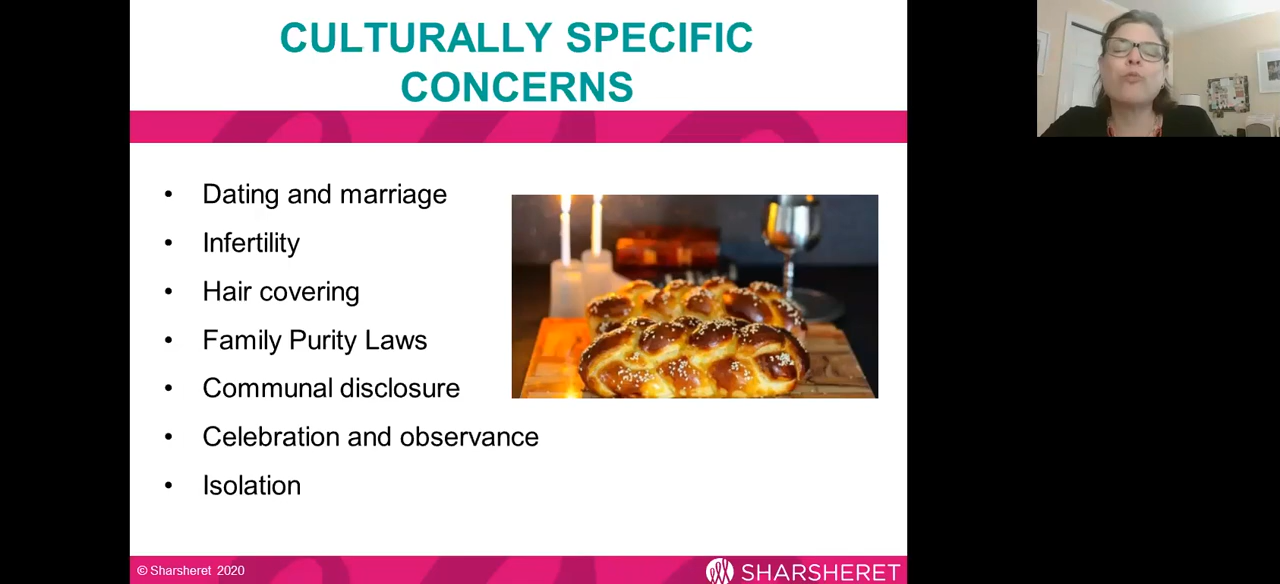 CULTURALLY SPECIFIC
CONCERNS
• Dating and marriage
• Infertility
• Hair covering
• Family Purity Laws
• Communal disclosure
• Celebration and observance
• Isolation
© Sharsheret 2020
SHARSHERET